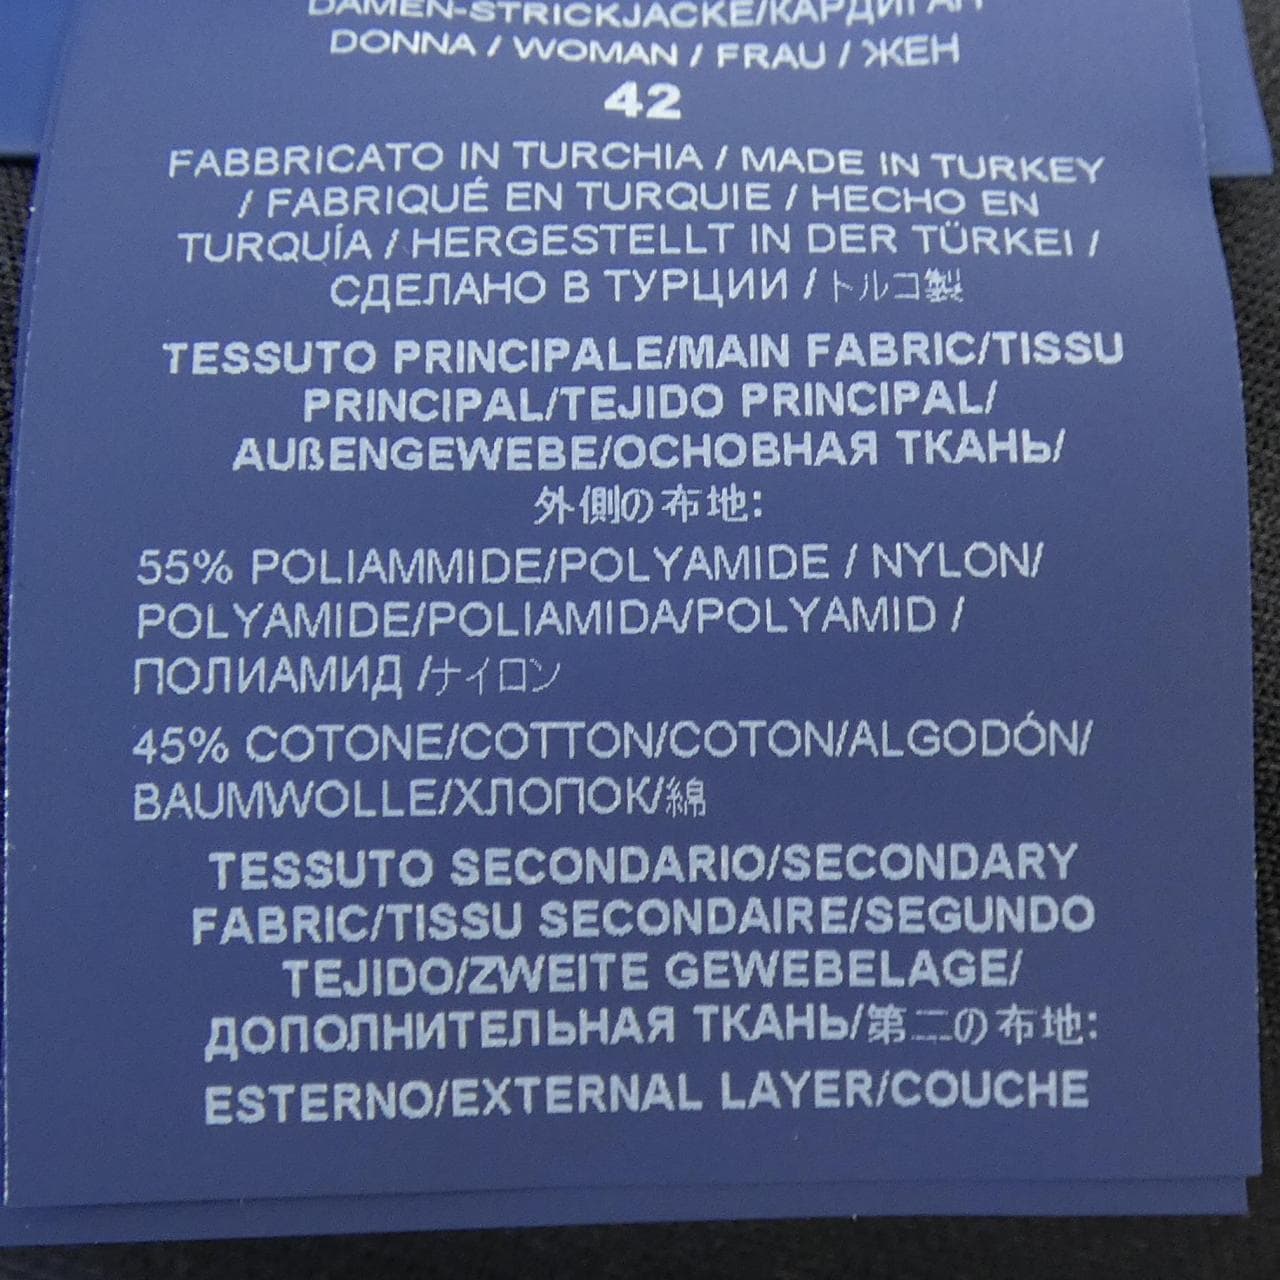 DAMEN-STRICKJACKE/КАРДИГАН
DONNA / WOMAN / FRAU / ЖЕН
42
FABBRICATO IN TURCHIA / MADE IN TURKEY
/ FABRIQUÉ EN TURQUIE / HECHO EN
TURQUÍA / HERGESTELLT IN DER TÜRKEI /
СДЕЛАНО В ТУРЦИИ / トルコ製
TESSUTO PRINCIPALE/MAIN FABRIC/TISSU
PRINCIPAL/TEJIDO PRINCIPAL/
AUßENGEWEBE/ОСНОВНАЯ ТКАНЬ/
外側の布地:
55% POLIAMMIDE/POLYAMIDE / NYLON/
POLYAMIDE/POLIAMIDA/POLYAMID /
ПОЛИАМИД /ナイロン
45% COTONE/COTTON/COTON/ALGODÓN/
BAUMWOLLE/ХЛОПОК/綿
TESSUTO SECONDARIO/SECONDARY
FABRIC/TISSU SECONDAIRE/SEGUNDO
TEJIDO/ZWEITE GEWEBELAGE/
ДОПОЛНИТЕЛЬНАЯ ТКАНЬ/第二の布地:
ESTERNO/EXTERNAL LAYER/COUCHE